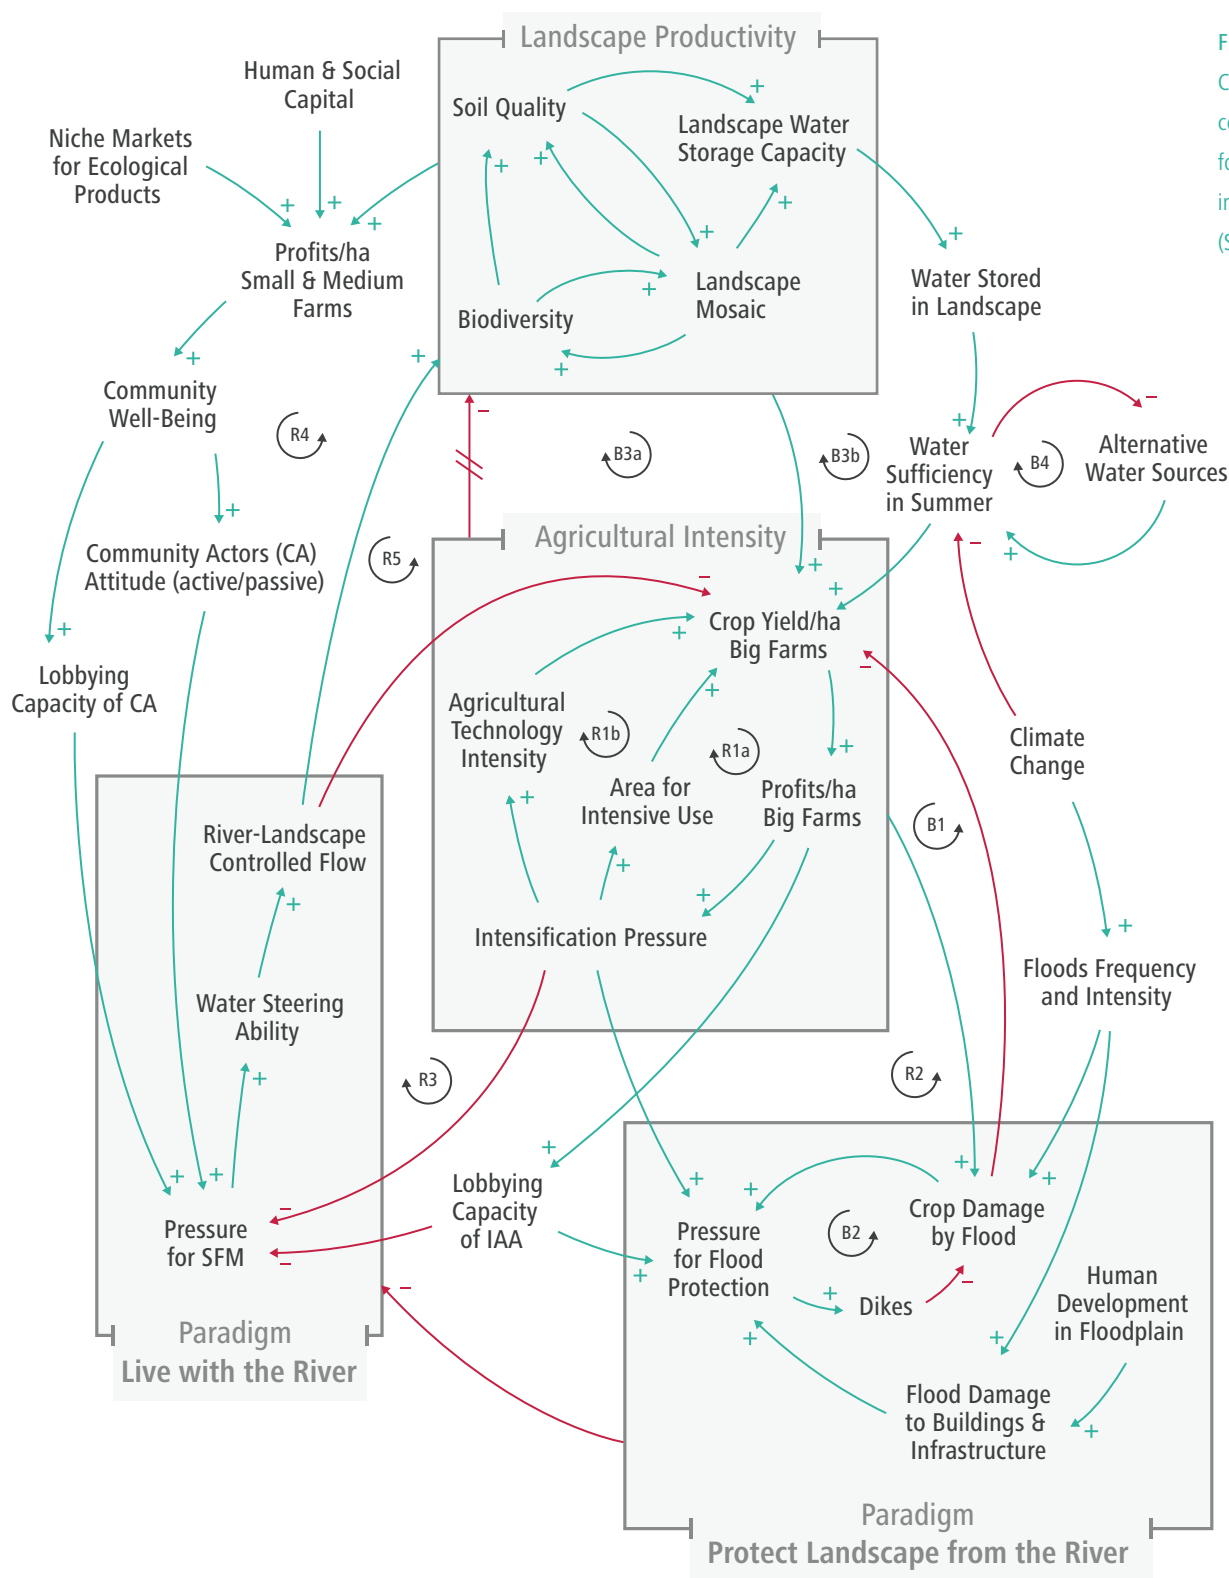 Landscape Productivity
Human & Social
Capital
Niche Markets
for Ecological
Products
Soil Quality
Landscape Water
Storage Capacity
Profits/ha
Small & Medium
Farms
Landscape
Mosaic
Biodiversity
Water Stored
in Landscape
Community
Well-Being
R4
B3a
B3b
Water
Sufficiency
in Summer
B4
Alternative
Water Sources
Agricultural Intensity
Community Actors (CA)
Attitude (active/passive)
R5
Crop Yield/ha
Big Farms
Lobbying
Capacity of CA
Agricultural
Technology
Intensity
R1b
R1a
Climate
Change
Area for
Intensive Use
Profits/ha
Big Farms
River-Landscape
Controlled Flow
B1
Intensification Pressure
Floods Frequency
and Intensity
Water Steering
Ability
R3
R2
Lobbying
Capacity
of IAA
Pressure
for SFM
Pressure
for Flood
Protection
B2
Crop Damage
by Flood
Dikes
Human
Development
in Floodplain
Flood Damage
to Buildings &
Infrastructure
Paradigm
Live with the River
Paradigm
Protect Landscape from the River